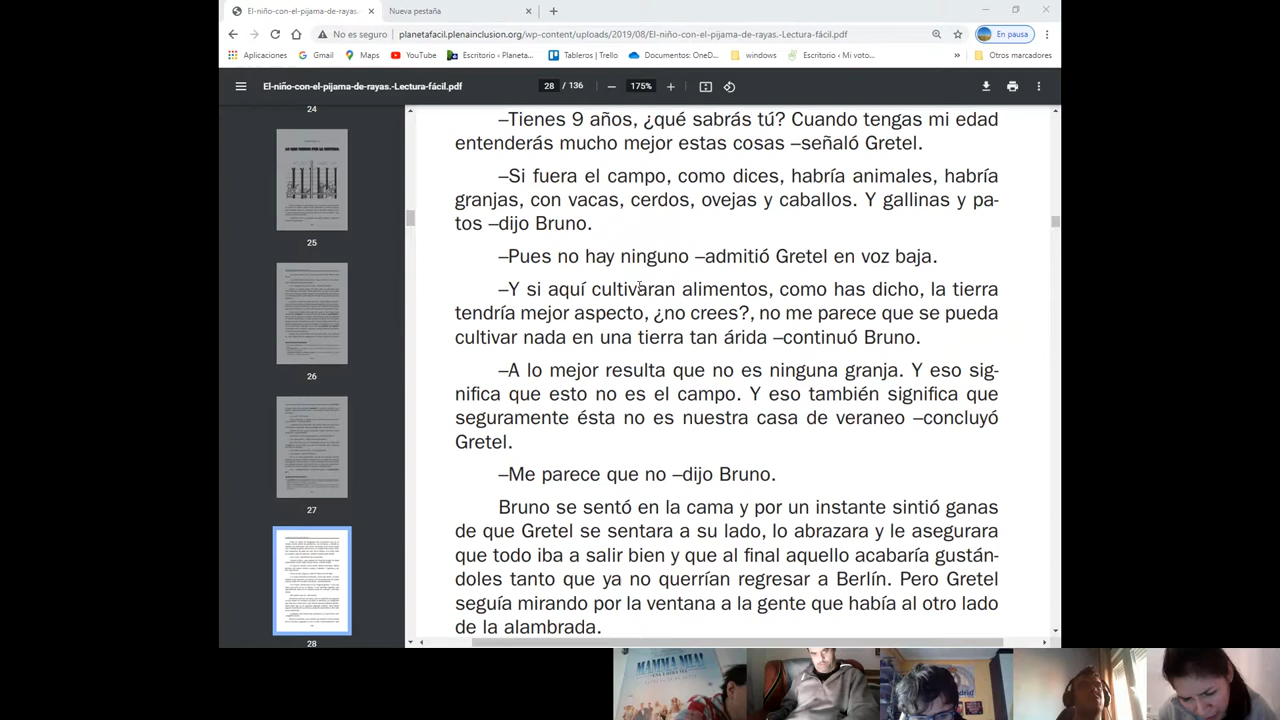 El-niño-con-el-pijama-de-rayas.
Nueva pestaña
No es seguro
planetafacil.plenainclusion.org/wp-content/uploads/2019/08/El-niño-con-el-pijama-de-rayas.-Lectura-fácil.pdf
En pausa
Aplicaciones
Gmail
Maps
YouTube
Escritorio < Planeta...
Tableros | Trello
Documentos: OneD...
windows
Escritorio ‹ Mi voto...
»
Otros marcadores
El-niño-con-el-pijama-de-rayas.-Lectura-fácil.pdf
28 / 136
175%
24
25
26
27
28
–Tienes 9 años, ¿qué sabrás tú? Cuando tengas mi edad
entenderás mucho mejor estas cosas –señaló Gretel.
–Si fuera el campo, como dices, habría animales, habría
granjas, con vacas, cerdos, ovejas y caballos. Y gallinas y pa-
tos –dijo Bruno.
–Pues no hay ninguno –admitió Gretel en voz baja.
–Y si aquí cultivaran alimentos, como has dicho, la tierra
tendría mejor aspecto, ¿no crees? No me parece que se pueda
cultivar nada en una tierra tan árida –continuó Bruno.
–A lo mejor resulta que no es ninguna granja. Y eso sig-
nifica que esto no es el campo. Y eso también significa que
seguramente ésta no es nuestra casa de veraneo –concluyó
Gretel.
–Me parece que no –dijo Bruno.
Bruno se sentó en la cama y por un instante sintió ganas
de que Gretel se sentara a su lado, lo abrazara y le asegurara
que todo iba a ir bien y que al final aquello acabaría gustán-
doles tanto que no querrían regresar a Berlín. Pero Gretel
seguía mirando por la ventana a la gente que había al otro lado
de la alambrada.
MAMMA MIA!